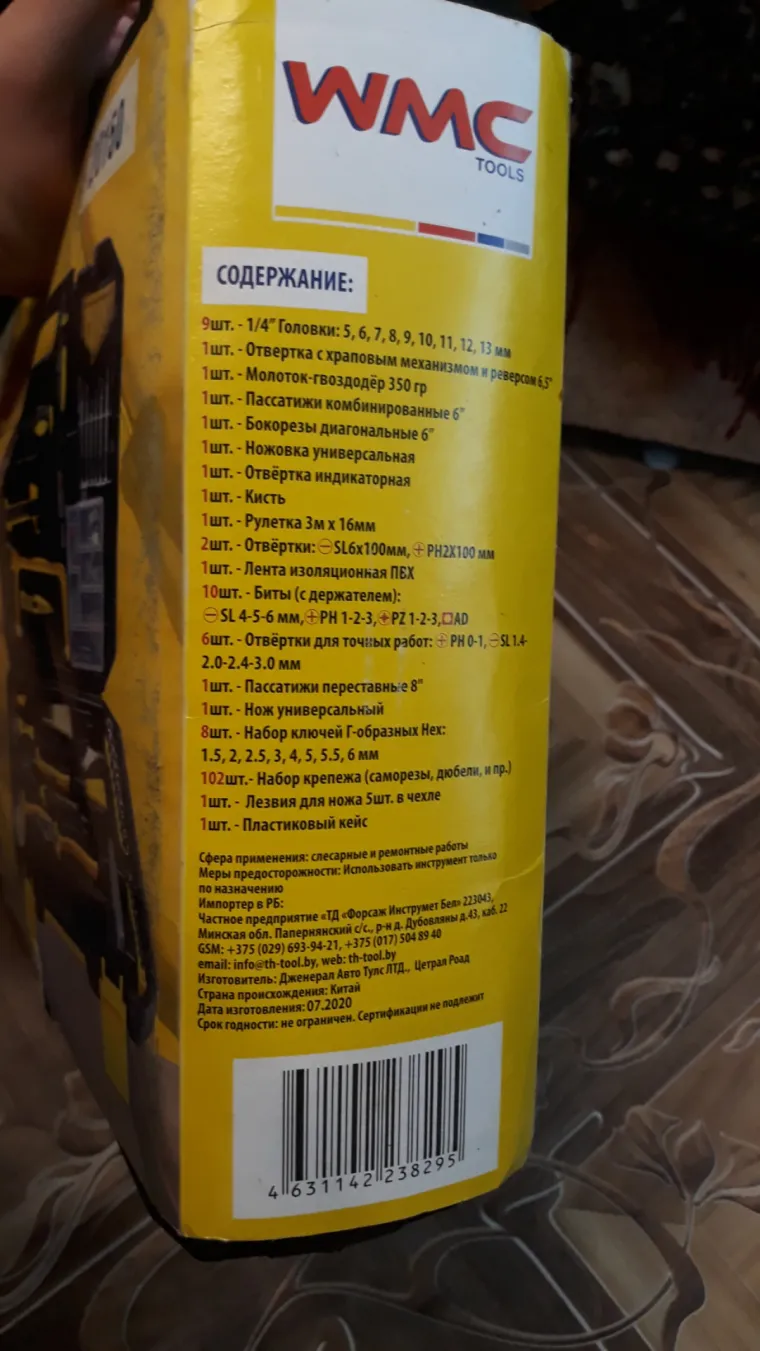 WMC
TOOLS
СОДЕРЖАНИЕ:
9шт. - 1/4" Головки: 5, 6, 7, 8, 9, 10, 11, 12, 13 мм
1шт. - Отвертка с храповым механизмом и реверсом 6,5"
1шт. - Молоток-гвоздодёр 350 гр
1шт. - Пассатижи комбинированные 6"
1шт. - Бокорезы диагональные 6"
1шт. - Ножовка универсальная
1шт. - Отвёртка индикаторная
1шт. - Кисть
1шт. - Рулетка 3м x 16мм
2шт. - Отвёртки: SL6x100мм, PH2X100 мм
1шт. - Лента изоляционная ПВХ
10шт. - Биты (с держателем):
SL 4-5-6 мм, PH 1-2-3, PZ 1-2-3, AD
6шт. - Отвёртки для точных работ: PH 0-1, SL 1.4-
2.0-2.4-3.0 мм
1шт. - Пассатижи переставные 8"
1шт. - Нож универсальный
8шт. - Набор ключей Г-образных Hex:
1.5, 2, 2.5, 3, 4, 5, 5.5, 6 мм
102шт.- Набор крепежа (саморезы, дюбели, и пр.)
1шт. - Лезвия для ножа 5шт. в чехле
1шт. - Пластиковый кейс
Сфера применения: слесарные и ремонтные работы
Меры предосторожности: Использовать инструмент только
по назначению
Импортер в РБ:
Частное предприятие «ТД «Форсаж Инструмет Бел» 223043,
Минская обл. Папернянский с/с., р-н д. Дубовляны д.43, каб. 22
GSM: +375 (029) 693-94-21, +375 (017) 504 89 40
email: info@th-tool.by, web: th-tool.by
Изготовитель: Дженерал Авто Тулс ЛТД., Цетрал Роад
Страна происхождения: Китай
Дата изготовления: 07.2020
Срок годности: не ограничен. Сертификации не подлежит
4 631142 238295